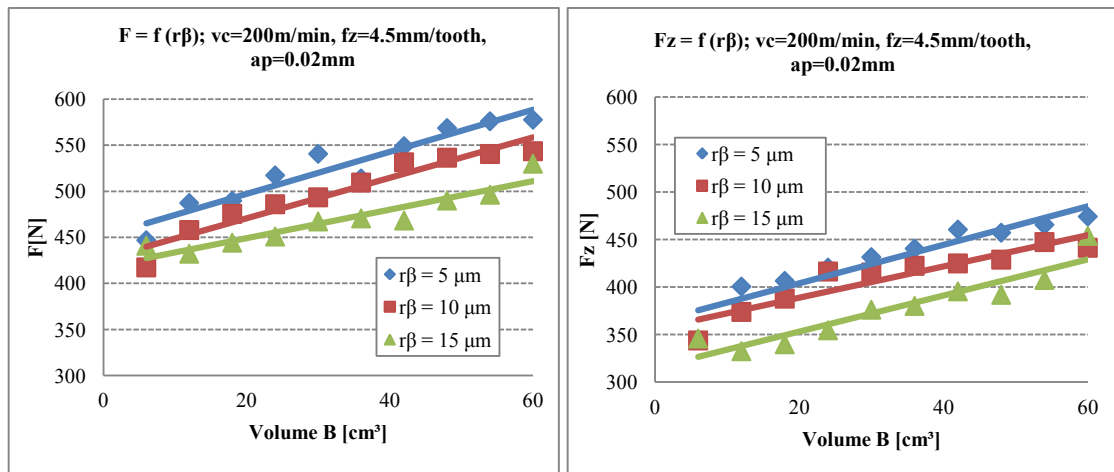 F = f (rβ); vc=200m/min, fz=4.5mm/tooth,
ap=0.02mm
600
550
500
450
400
350
300
F[N]
0
20
40
60
Volume B [cm³]
rβ = 5 μm
rβ = 10 μm
rβ = 15 μm
Fz = f (rβ); vc=200m/min, fz=4.5mm/tooth,
ap=0.02mm
600
550
500
450
400
350
300
Fz [N]
0
20
40
60
Volume B [cm³]
rβ = 5 μm
rβ = 10 μm
rβ = 15 μm